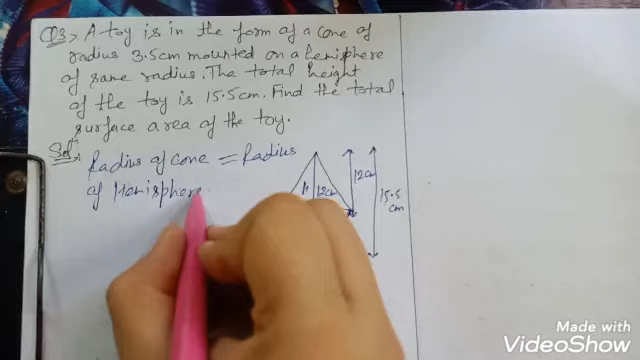 Q3:> A toy is in the form of a cone of
radius 3.5cm mounted on a hemisphere
of same radius. The total height
of the toy is 15.5cm. Find the total
surface area of the toy.
Solⁿ:
Radius of cone = Radius
of Hemisphere
h 12cm
12cm
15.5
cm
Made with
VideoShow